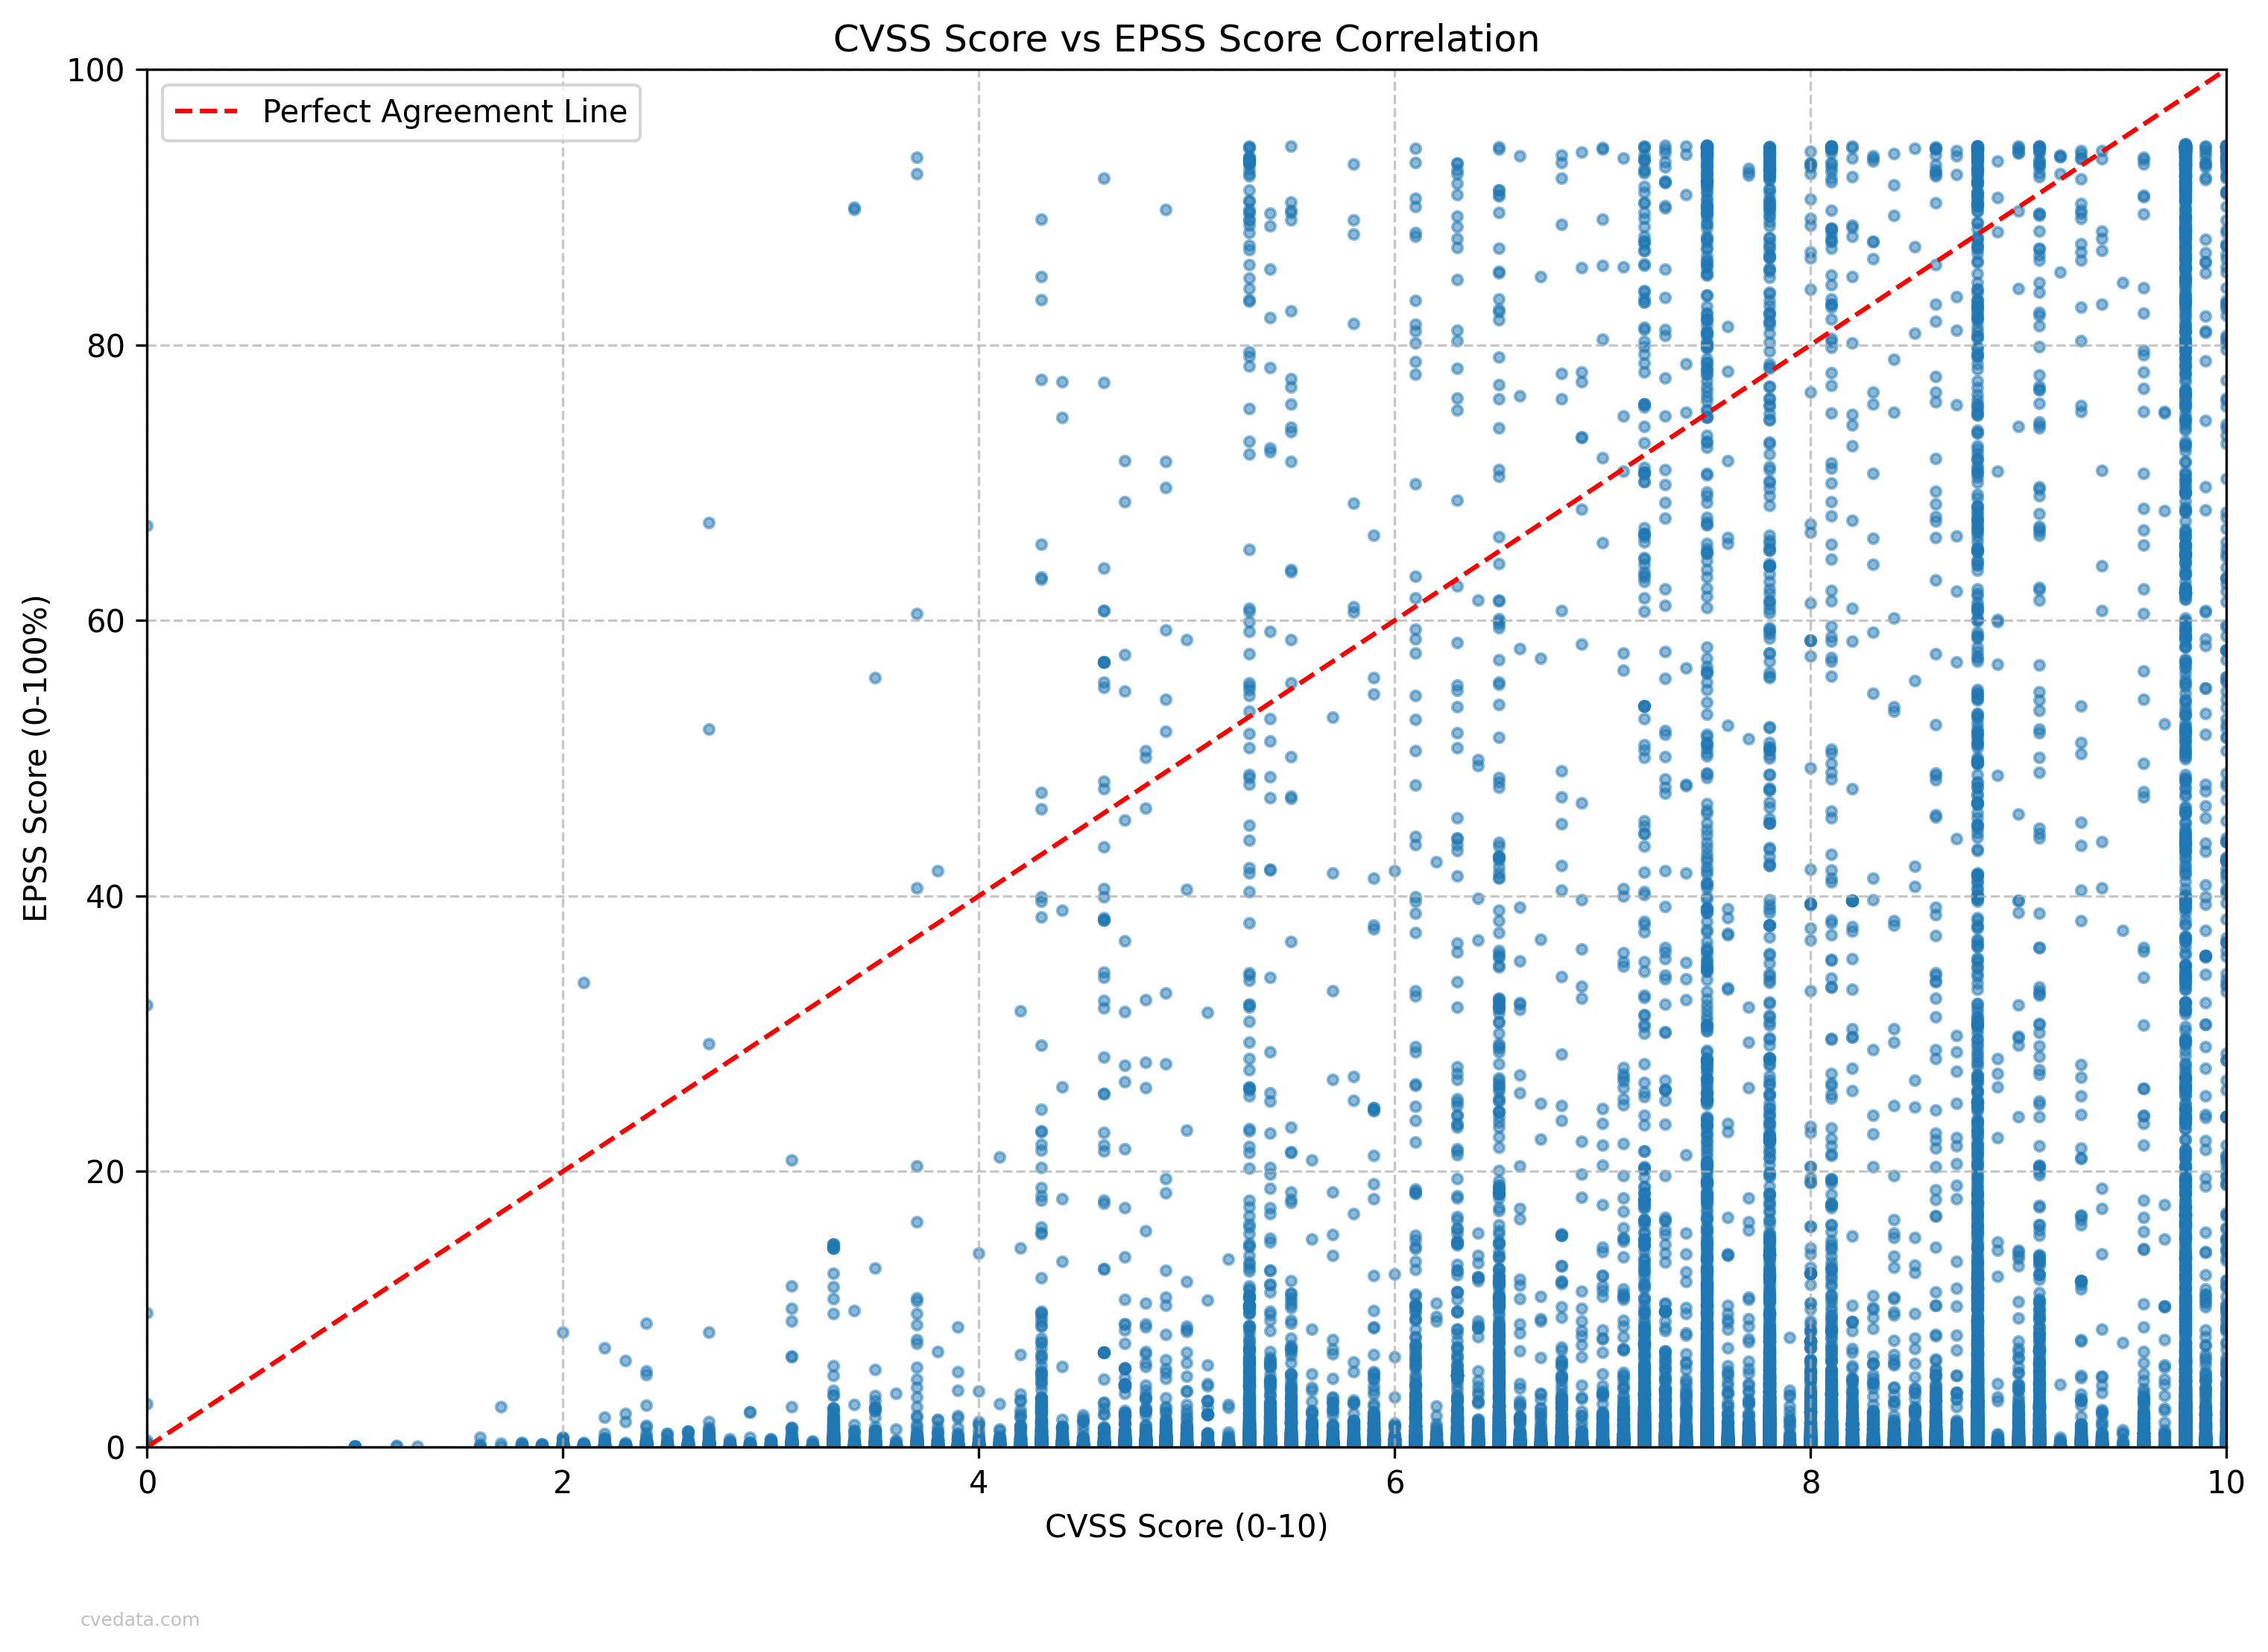 CVSS Score vs EPSS Score Correlation
Perfect Agreement Line
EPSS Score (0-100%)
100
80
60
40
20
0
0 2 4 6 8 10
CVSS Score (0-10)
cvedata.com